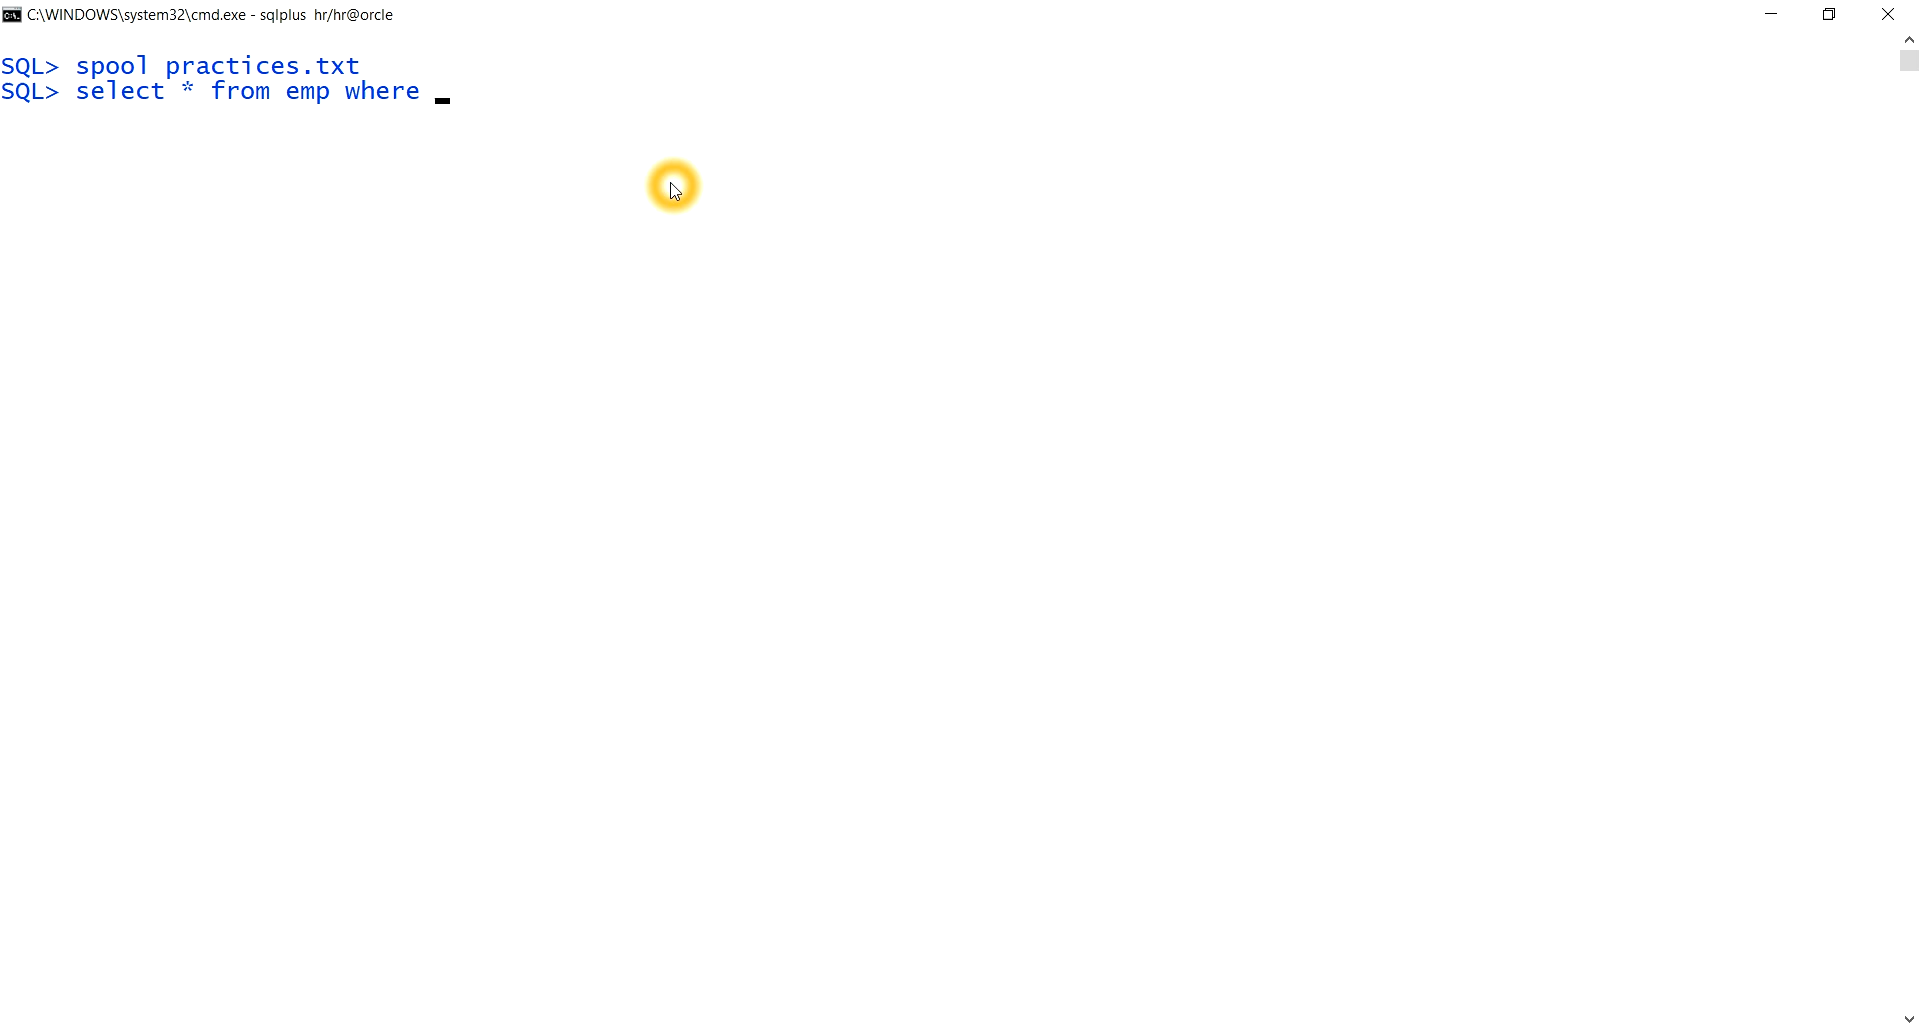 C:\WINDOWS\system32\cmd.exe - sqlplus  hr/hr@orcle
SQL> spool practices.txt
SQL> select * from emp where _